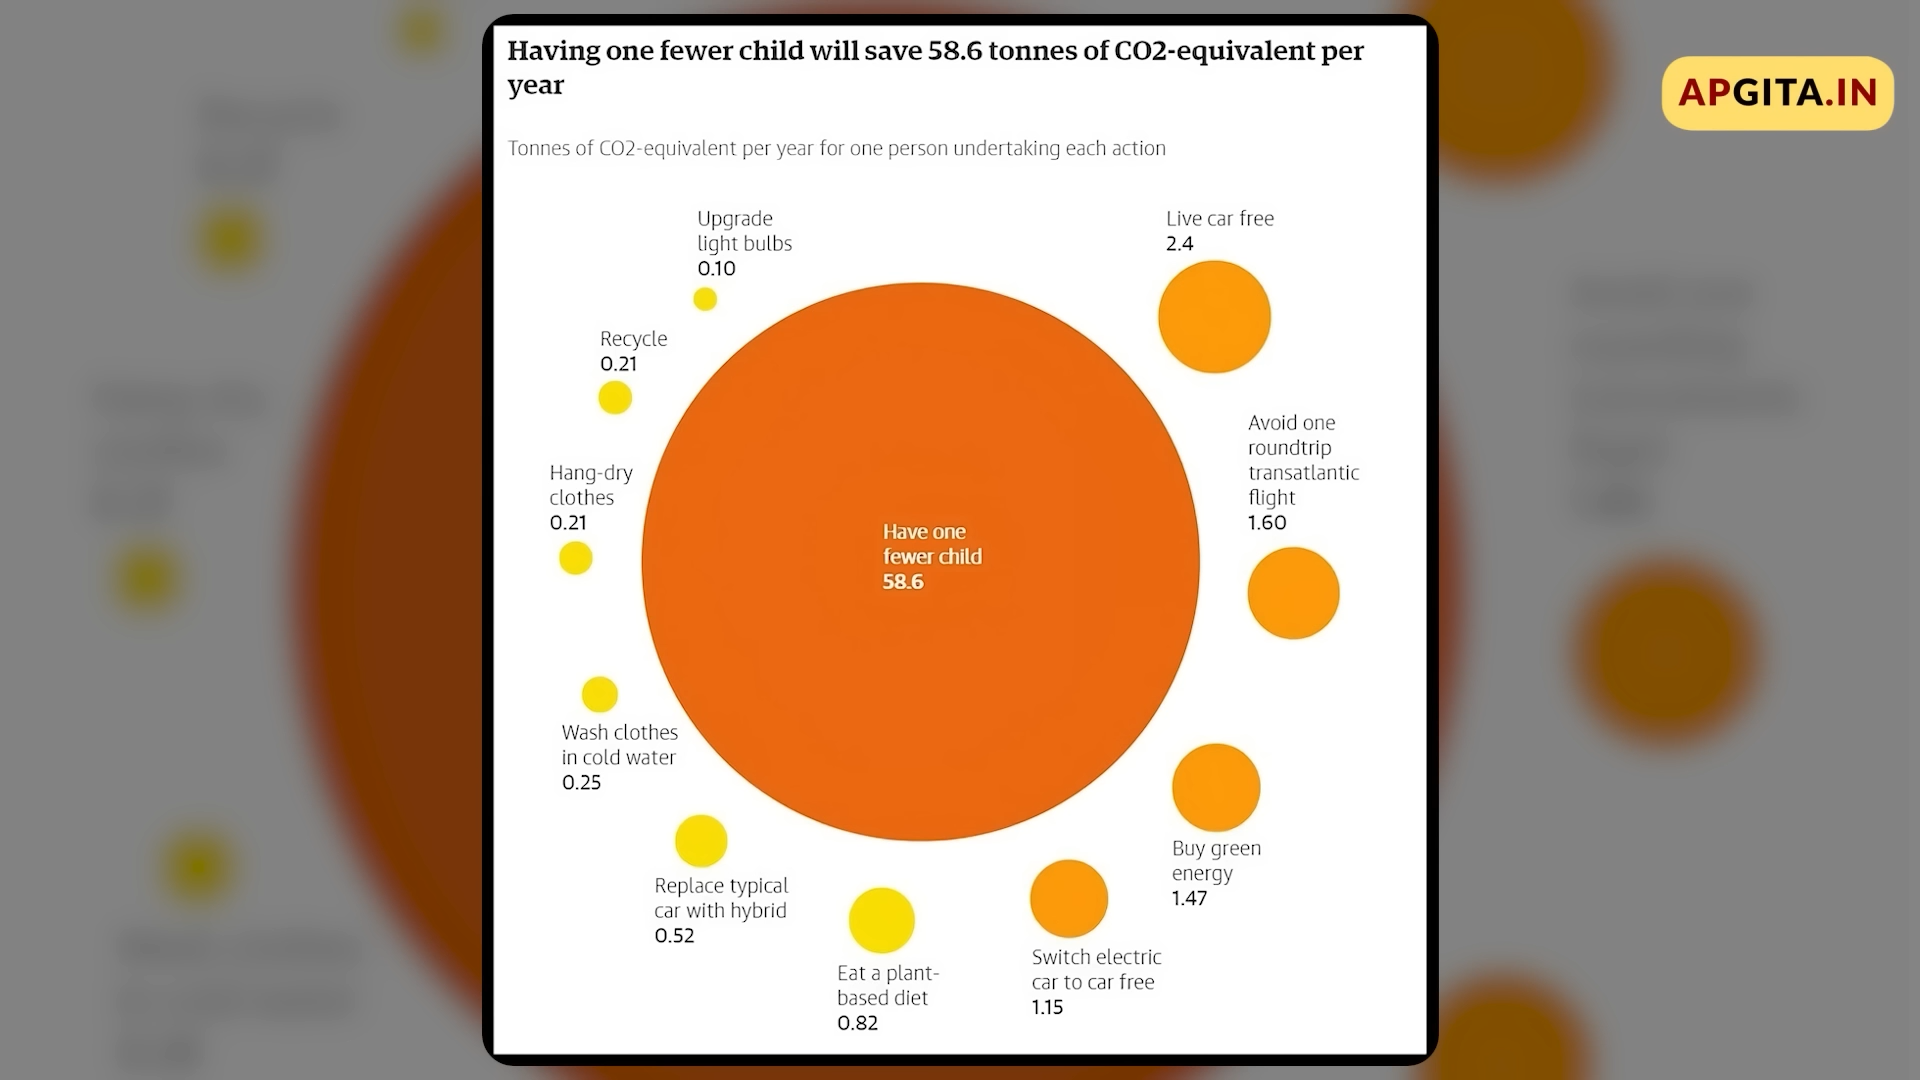 Having one fewer child will save 58.6 tonnes of CO2-equivalent per
year
APGITA.IN
Tonnes of CO2-equivalent per year for one person undertaking each action
Upgrade
light bulbs
0.10
Live car free
2.4
Recycle
0.21
Avoid one
roundtrip
transatlantic
flight
1.60
Hang-dry
clothes
0.21
Have one
fewer child
58.6
Wash clothes
in cold water
0.25
Buy green
energy
1.47
Replace typical
car with hybrid
0.52
Switch electric
car to car free
1.15
Eat a plant-
based diet
0.82